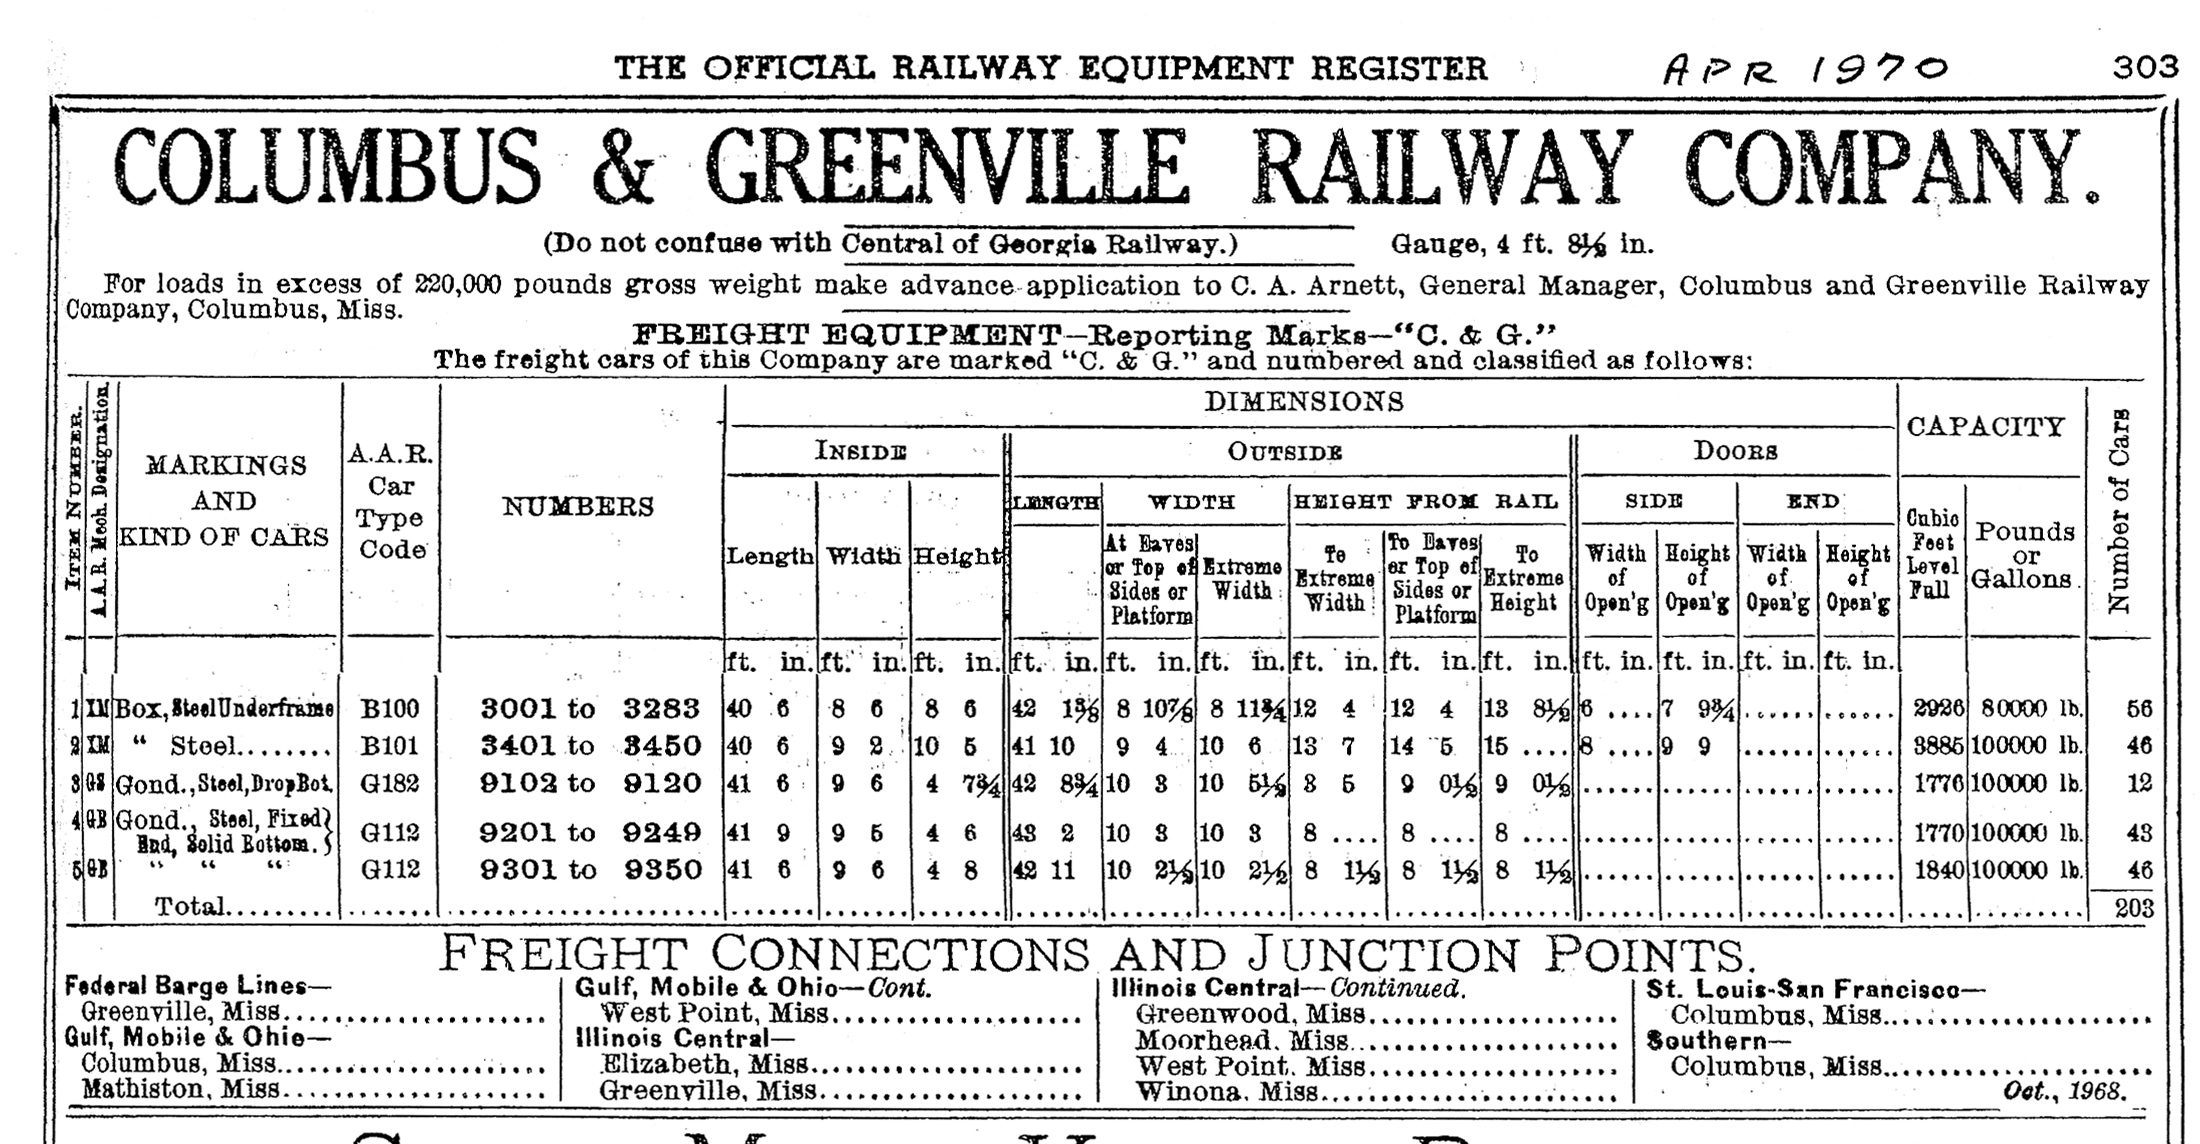 THE OFFICIAL RAILWAY EQUIPMENT REGISTER APR 1970 303
COLUMBUS & GREENVILLE RAILWAY COMPANY.
(Do not confuse with Central of Georgia Railway.) Gauge, 4 ft. 8½ in.
For loads in excess of 220,000 pounds gross weight make advance application to C. A. Arnett, General Manager, Columbus and Greenville Railway
Company, Columbus, Miss.
FREIGHT EQUIPMENT—Reporting Marks—"C. & G."
The freight cars of this Company are marked "C. & G." and numbered and classified as follows:
ITEM NUMBER. A.A.R. Mech. Designation. MARKINGS AND KIND OF CARS A.A.R. Car Type Code NUMBERS DIMENSIONS CAPACITY Number of Cars
INSIDE OUTSIDE DOORS
LENGTH WIDTH HEIGHT FROM RAIL SIDE END
Length Width Height At Eaves or Top of Sides or Platform Extreme Width To Extreme Width To Eaves or Top of Sides or Platform To Extreme Height Width of Open'g Height of Open'g Width of Open'g Height of Open'g Cubic Feet Level Full Pounds or Gallons
ft. in. ft. in. ft. in. ft. in. ft. in. ft. in. ft. in. ft. in. ft. in. ft. in. ft. in. ft. in. ft. in.
1 XM Box, Steel Underframe B100 3001 to 3283 40 6 8 6 8 6 42 1⅜ 8 10⅞ 8 11¾ 12 4 12 4 13 8½ 6 .... 7 9¾ ...... ...... 2926 80000 lb. 56
2 XM " Steel........ B101 3401 to 3450 40 6 9 2 10 5 41 10 9 4 10 6 13 7 14 5 15 .... 8 .... 9 9 ...... ...... 3885 100000 lb. 46
3 GS Gond., Steel, Drop Bot. G182 9102 to 9120 41 6 9 6 4 7¾ 42 8¾ 10 3 10 5½ 3 5 9 0½ 9 0½ ...... ...... ...... ...... 1776 100000 lb. 12
4 GB Gond., Steel, Fixed
End, Solid Bottom. } G112 9201 to 9249 41 9 9 5 4 6 43 2 10 3 10 3 8 .... 8 .... 8 .... ...... ...... ...... ...... 1770 100000 lb. 43
5 GB " " " G112 9301 to 9350 41 6 9 6 4 8 42 11 10 2½ 10 2½ 8 1½ 8 1½ 8 1½ ...... ...... ...... ...... 1840 100000 lb. 46
Total........ 203
FREIGHT CONNECTIONS AND JUNCTION POINTS.
Federal Barge Lines—
Greenville, Miss........
Gulf, Mobile & Ohio—
Columbus, Miss........
Mathiston, Miss........
Gulf, Mobile & Ohio—Cont.
West Point, Miss........
Illinois Central—
Elizabeth, Miss........
Greenville, Miss........
Illinois Central—Continued.
Greenwood, Miss........
Moorhead, Miss........
West Point, Miss........
Winona, Miss........
St. Louis-San Francisco—
Columbus, Miss........
Southern—
Columbus, Miss........
Oct., 1968.